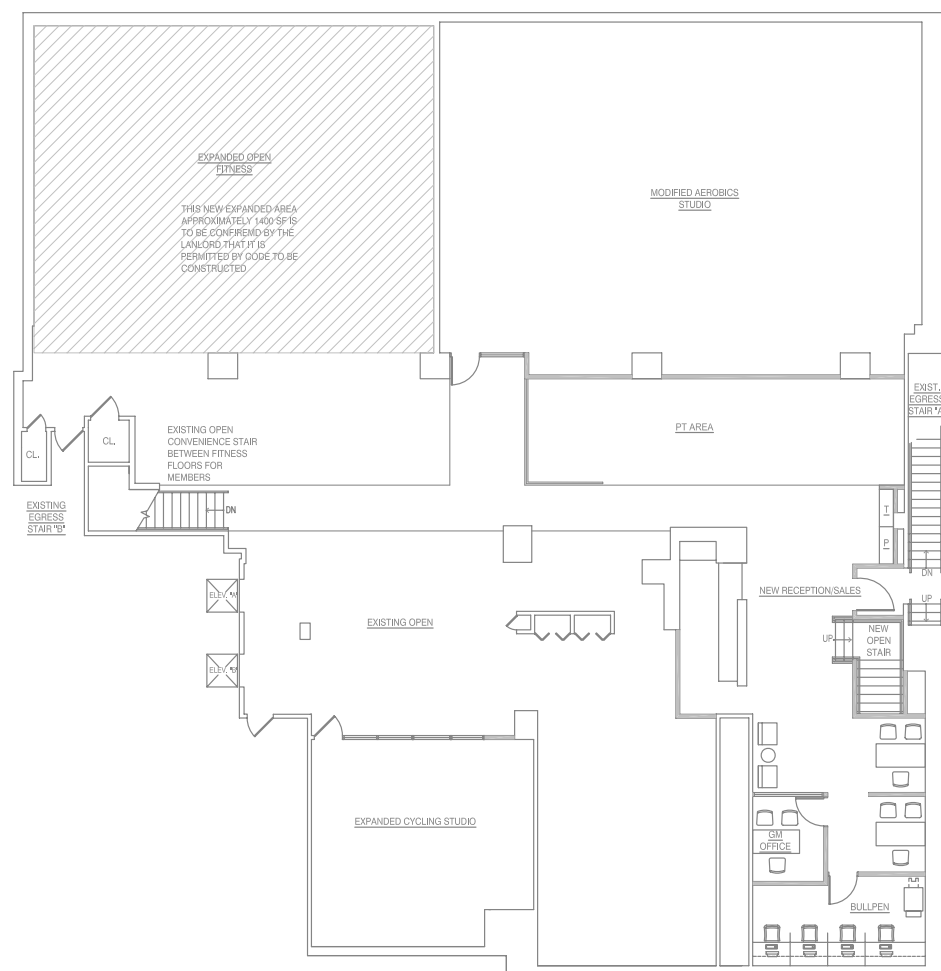 EXPANDED OPEN
FITNESS
THIS NEW EXPANDED AREA
APPROXIMATELY 1400 SF IS
TO BE CONFIREMD BY THE
LANLORD THAT IT IS
PERMITTED BY CODE TO BE
CONSTRUCTED
MODIFIED AEROBICS
STUDIO
EXIST.
EGRESS
STAIR "A"
PT AREA
CL.
CL.
EXISTING OPEN
CONVENIENCE STAIR
BETWEEN FITNESS
FLOORS FOR
MEMBERS
EXISTING
EGRESS
STAIR "B"
DN
T
P
DN
UP
ELEV. "A"
NEW RECEPTION/SALES
EXISTING OPEN
UP
NEW
OPEN
STAIR
ELEV. "B"
EXPANDED CYCLING STUDIO
GM
OFFICE
BULLPEN